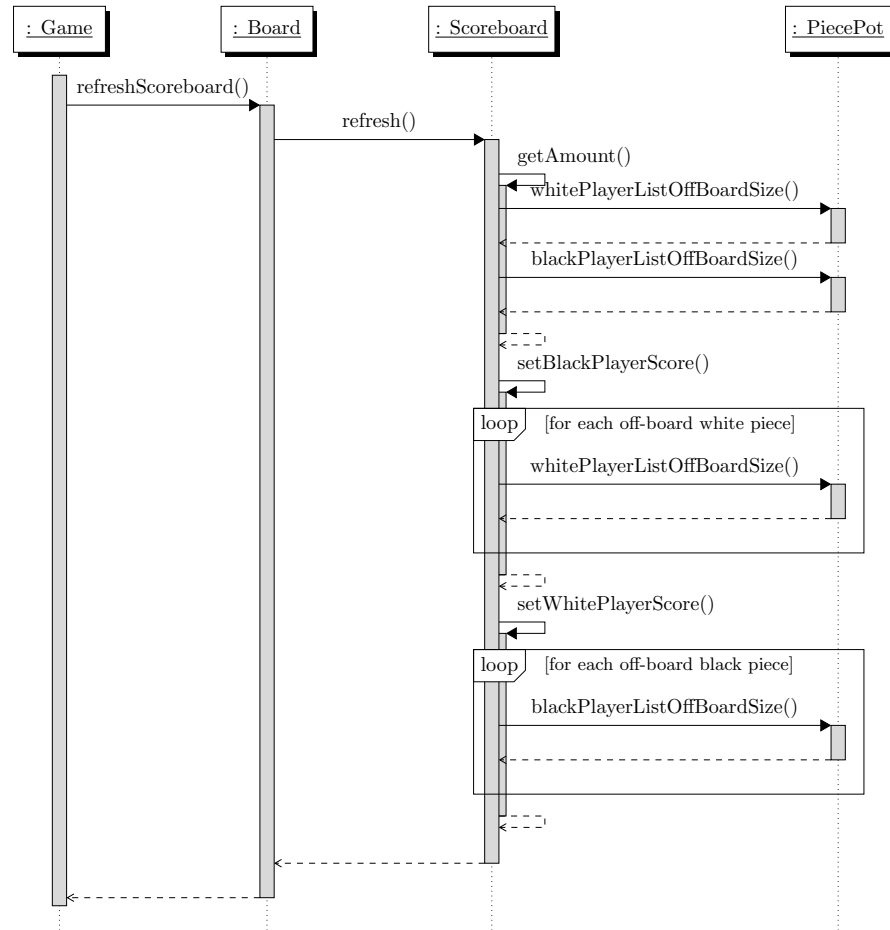 : Game
: Board
: Scoreboard
: PiecePot
refreshScoreboard()
refresh()
getAmount()
whitePlayerListOffBoardSize()
blackPlayerListOffBoardSize()
setBlackPlayerScore()
loop
[for each off-board white piece]
whitePlayerListOffBoardSize()
setWhitePlayerScore()
loop
[for each off-board black piece]
blackPlayerListOffBoardSize()